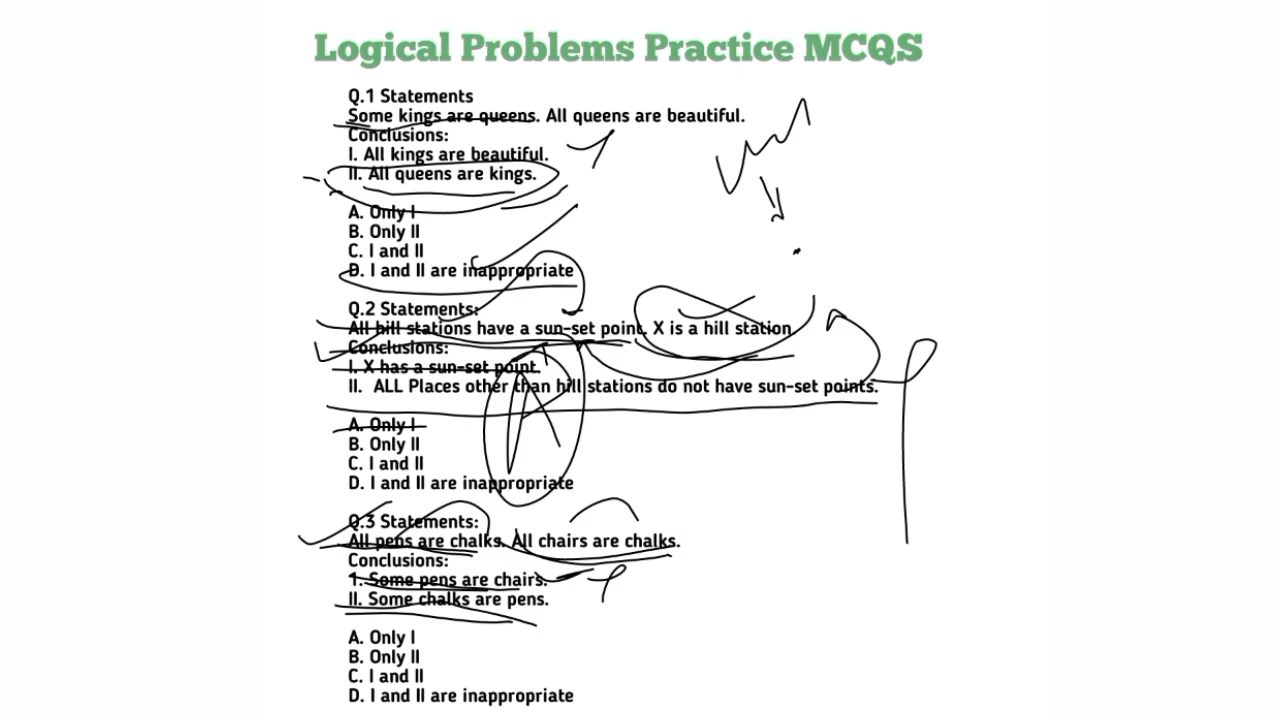 Logical Problems Practice MCQS
Q.1 Statements
Some kings are queens. All queens are beautiful.
Conclusions:
I. All kings are beautiful.
II. All queens are kings.
A. Only I
B. Only II
C. I and II
D. I and II are inappropriate
Q.2 Statements:
All hill stations have a sun-set point. X is a hill station.
Conclusions:
I. X has a sun-set point.
II. ALL Places other than hill stations do not have sun-set points.
A. Only I
B. Only II
C. I and II
D. I and II are inappropriate
A
Q.3 Statements:
All pens are chalks. All chairs are chalks.
Conclusions:
1. Some pens are chairs.
II. Some chalks are pens.
A. Only I
B. Only II
C. I and II
D. I and II are inappropriate